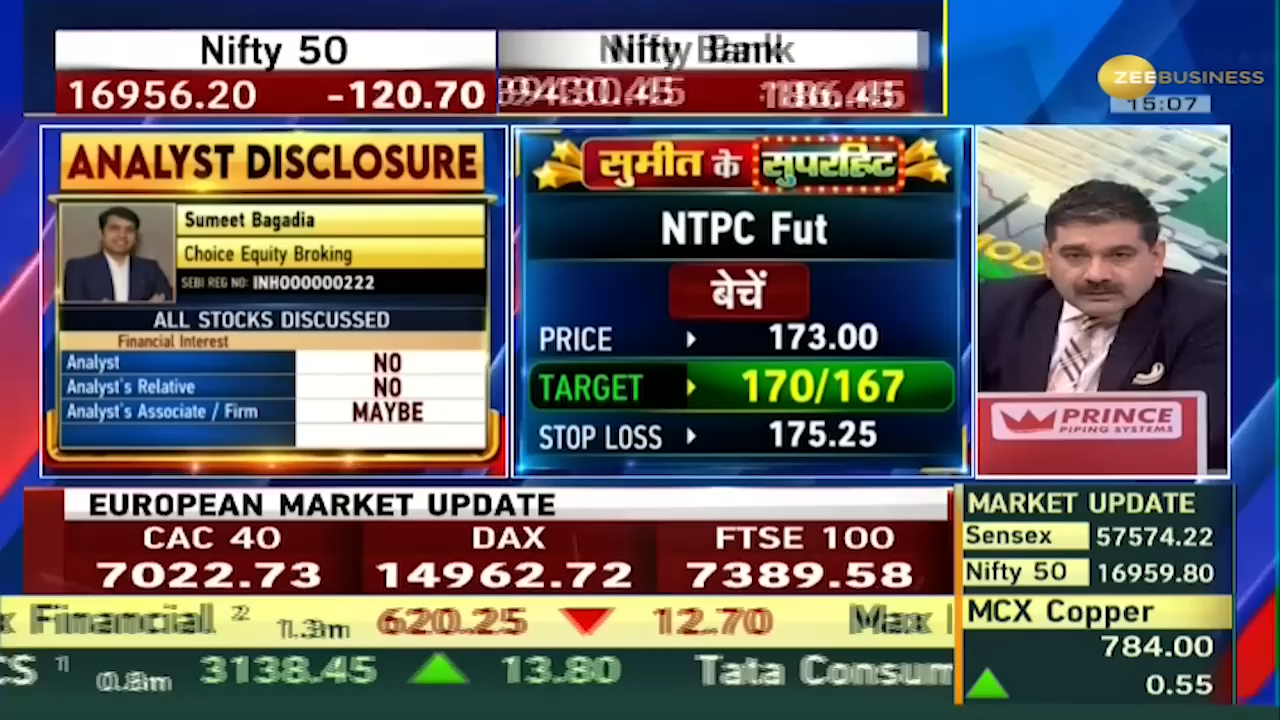 Nifty 50
16956.20 -120.70
Nifty Bank
ZEEBUSINESS
15:07
ANALYST DISCLOSURE
Sumeet Bagadia
Choice Equity Broking
SEBI REG NO: INH000000222
ALL STOCKS DISCUSSED
Financial Interest
Analyst NO
Analyst's Relative NO
Analyst's Associate / Firm MAYBE
सुमीत के सुपरहिट
NTPC Fut
बेचें
PRICE 173.00
TARGET 170/167
STOP LOSS 175.25
PRINCE
PIPING SYSTEMS
EUROPEAN MARKET UPDATE
CAC 40 DAX FTSE 100
7022.73 14962.72 7389.58
MARKET UPDATE
Sensex 57574.22
Nifty 50 16959.80
MCX Copper
784.00
0.55
Financial 620.25 12.70 Max
CS 3138.45 13.80 Tata Consum